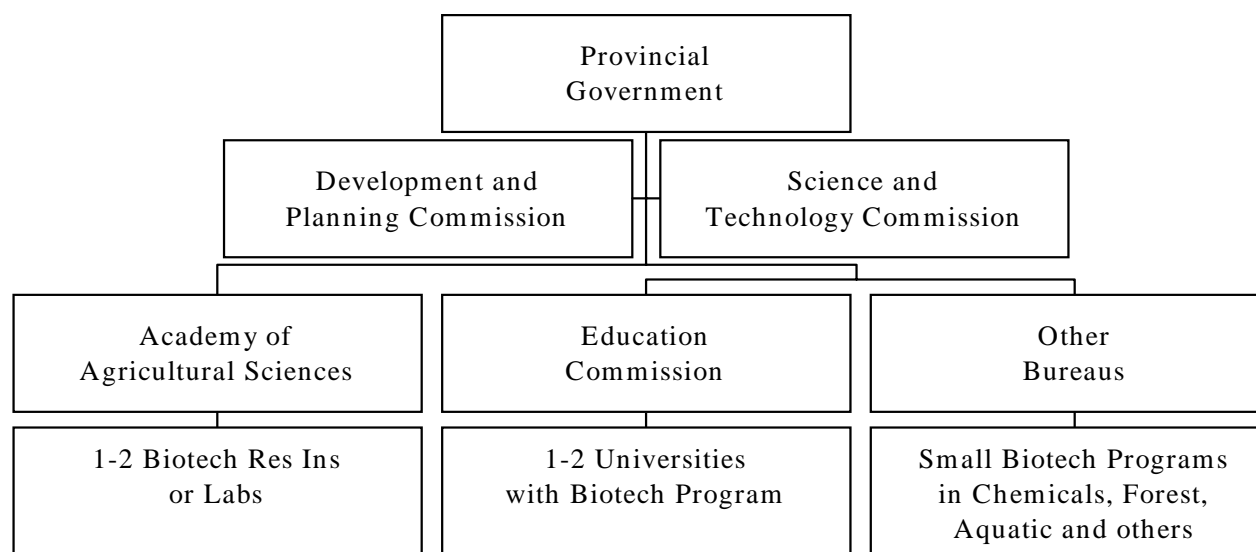 Provincial
Government
Development and
Planning Commission
Science and
Technology Commission
Academy of
Agricultural Sciences
Education
Commission
Other
Bureaus
1-2 Biotech Res Ins
or Labs
1-2 Universities
with Biotech Program
Small Biotech Programs
in Chemicals, Forest,
Aquatic and others